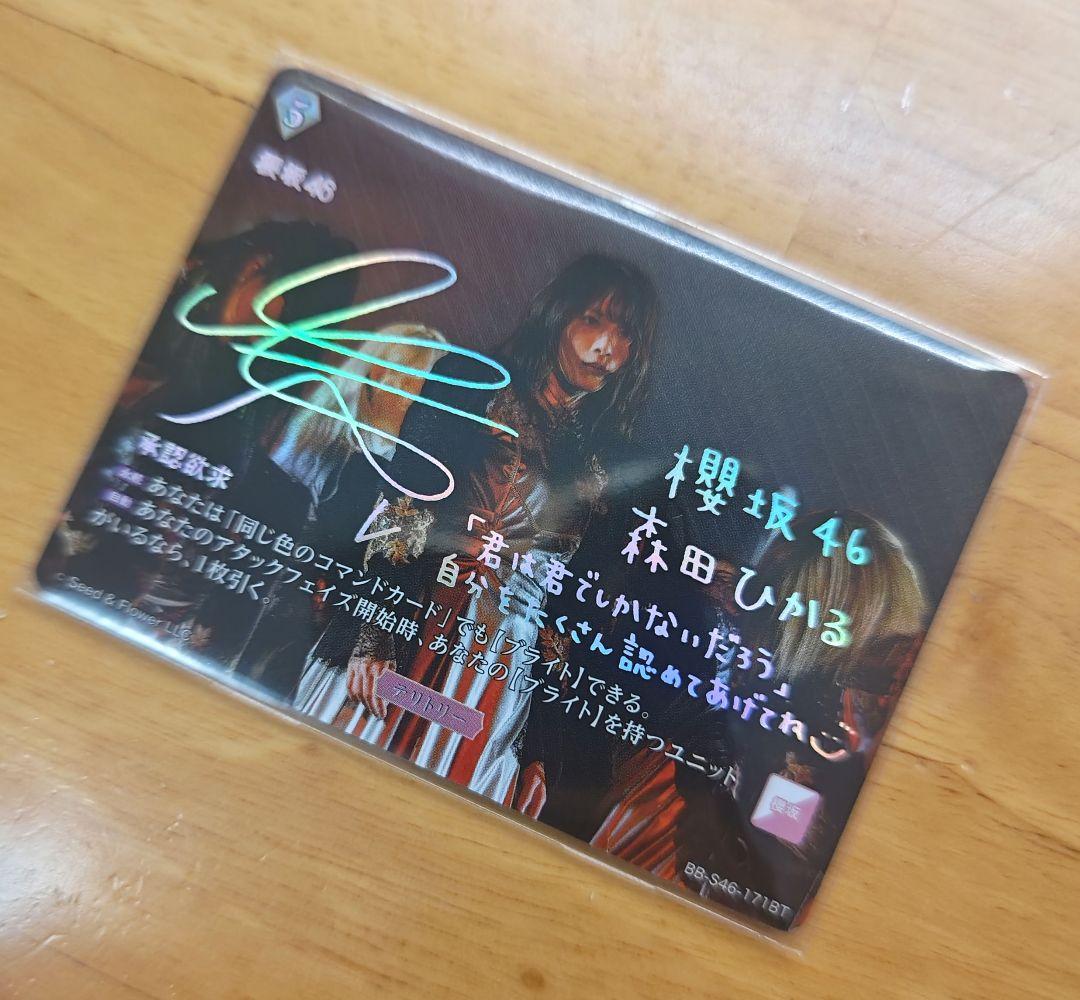 5
櫻坂46
櫻坂46
森田ひかる
「君は君でしかないだろう」
自分をたくさん認めてあげてね
承認欲求
あなたは「同じ色のコマンドカード」でも【ブライト】できる。
自動 あなたのアタックフェイズ開始時、あなたの【ブライト】を持つユニット
がいるなら、1枚引く。
テリトリー
櫻坂
© Seed & Flower LLC
BB-S46-171BT